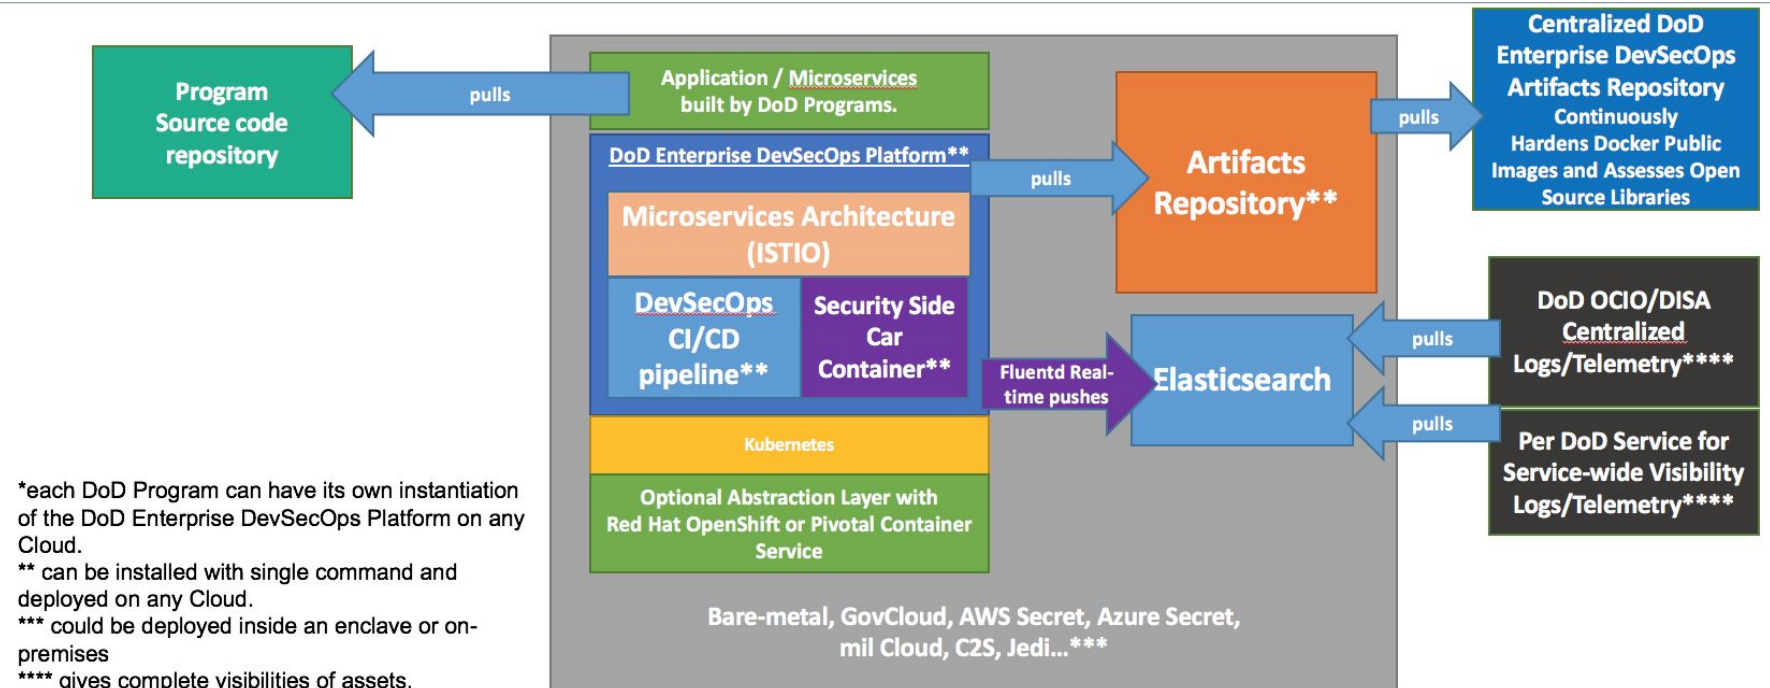 Program
Source code
repository
pulls
Application / Microservices
built by DoD Programs.
DoD Enterprise DevSecOps Platform**
Microservices Architecture
(ISTIO)
DevSecOps
CI/CD
pipeline**
Security Side
Car
Container**
Kubernetes
Optional Abstraction Layer with
Red Hat OpenShift or Pivotal Container
Service
pulls
Artifacts
Repository**
pulls
Centralized DoD
Enterprise DevSecOps
Artifacts Repository
Continuously
Hardens Docker Public
Images and Assesses Open
Source Libraries
Fluentd Real-
time pushes
Elasticsearch
pulls
DoD OCIO/DISA
Centralized
Logs/Telemetry****
pulls
Per DoD Service for
Service-wide Visibility
Logs/Telemetry****
Bare-metal, GovCloud, AWS Secret, Azure Secret,
mil Cloud, C2S, Jedi...***
*each DoD Program can have its own instantiation
of the DoD Enterprise DevSecOps Platform on any
Cloud.
** can be installed with single command and
deployed on any Cloud.
*** could be deployed inside an enclave or on-
premises
**** gives complete visibilities of assets.